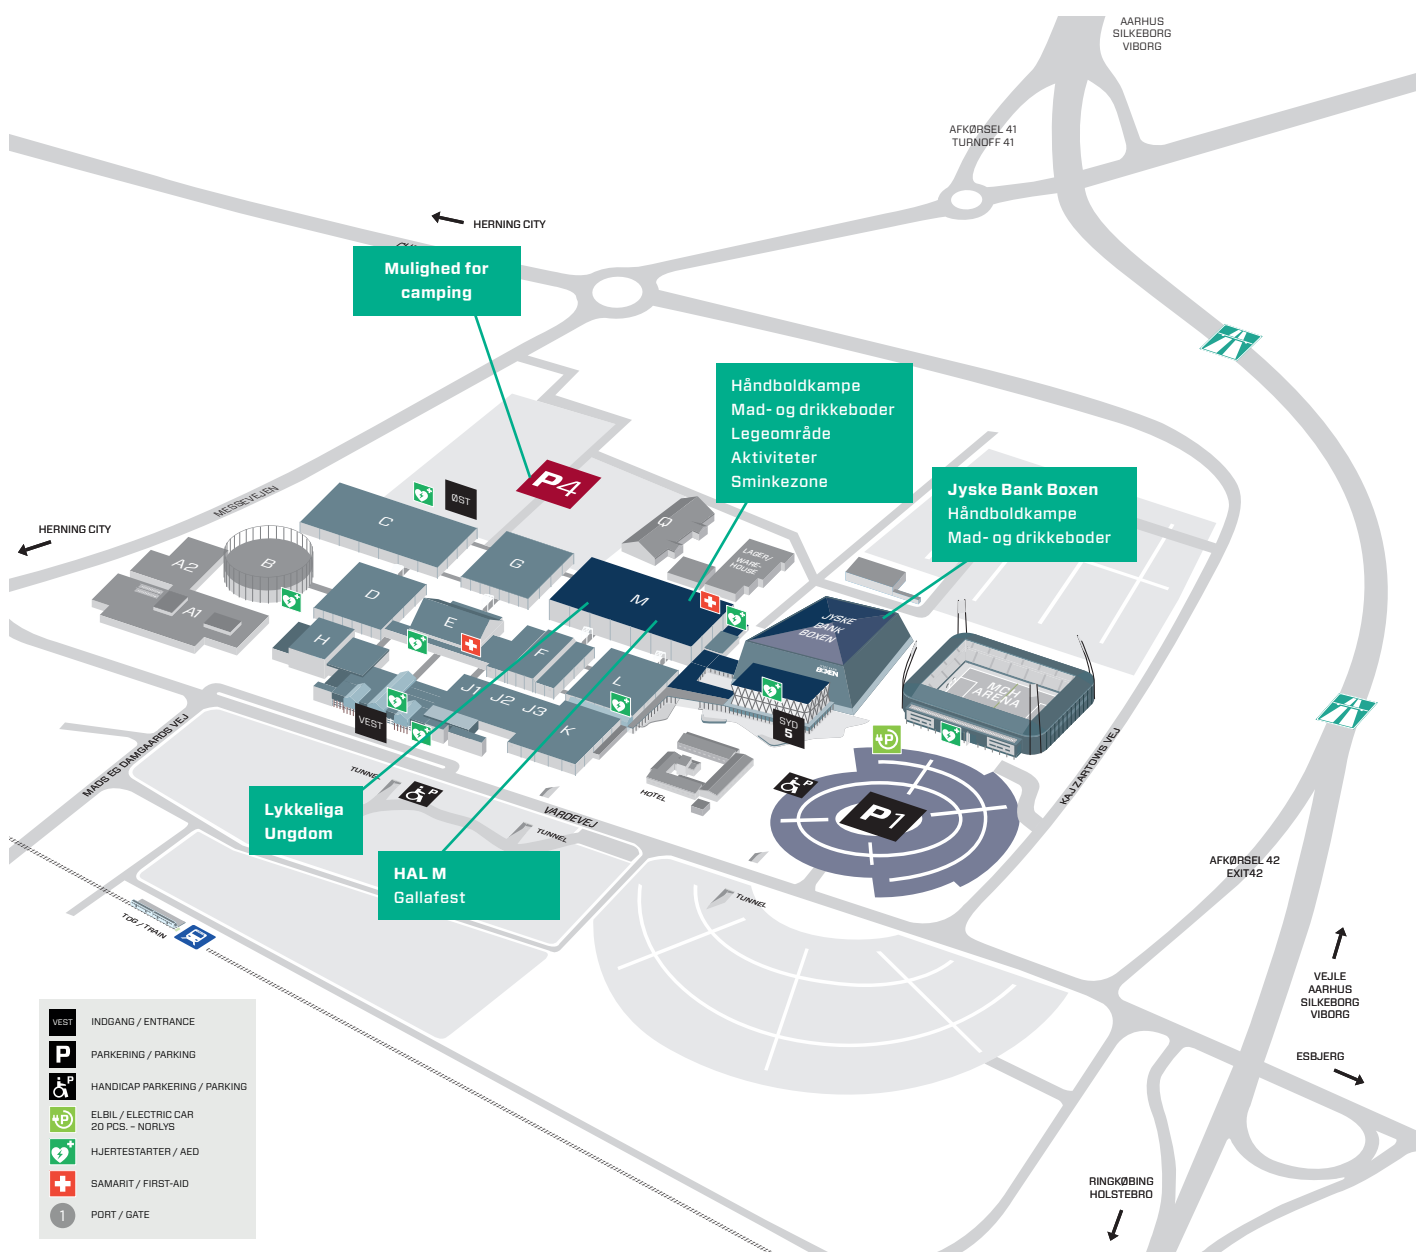 AARHUS
SILKEBORG
VIBORG
AFKØRSEL 41
TURNOFF 41
HERNING CITY
Mulighed for
camping
Håndboldkampe
Mad- og drikkeboder
Legeområde
Aktiviteter
Sminkezone
Jyske Bank Boxen
Håndboldkampe
Mad- og drikkeboder
MESSEVEJEN
HERNING CITY
ØST
P4
C
Q
G
LAGER/
WARE-
HOUSE
B
A2
A1
D
M
E
H
F
L
J1
J2
J3
K
JYSKE
BANK
BOXEN
BOXEN
MCH
ARENA
VEST
SYD
5
P
P
P
P1
MADS EG DAMGAARDS VEJ
KAJ ZARTOWS VEJ
TUNNEL
HOTEL
VARDEVEJ
TUNNEL
Lykkeliga
Ungdom
HAL M
Gallafest
TUNNEL
AFKØRSEL 42
EXIT42
TOG / TRAIN
VEJLE
AARHUS
SILKEBORG
VIBORG
ESBJERG
RINGKØBING
HOLSTEBRO
VEST INDGANG / ENTRANCE
P PARKERING / PARKING
P HANDICAP PARKERING / PARKING
P ELBIL / ELECTRIC CAR
20 PCS. – NORLYS
HJERTESTARTER / AED
SAMARIT / FIRST-AID
1 PORT / GATE